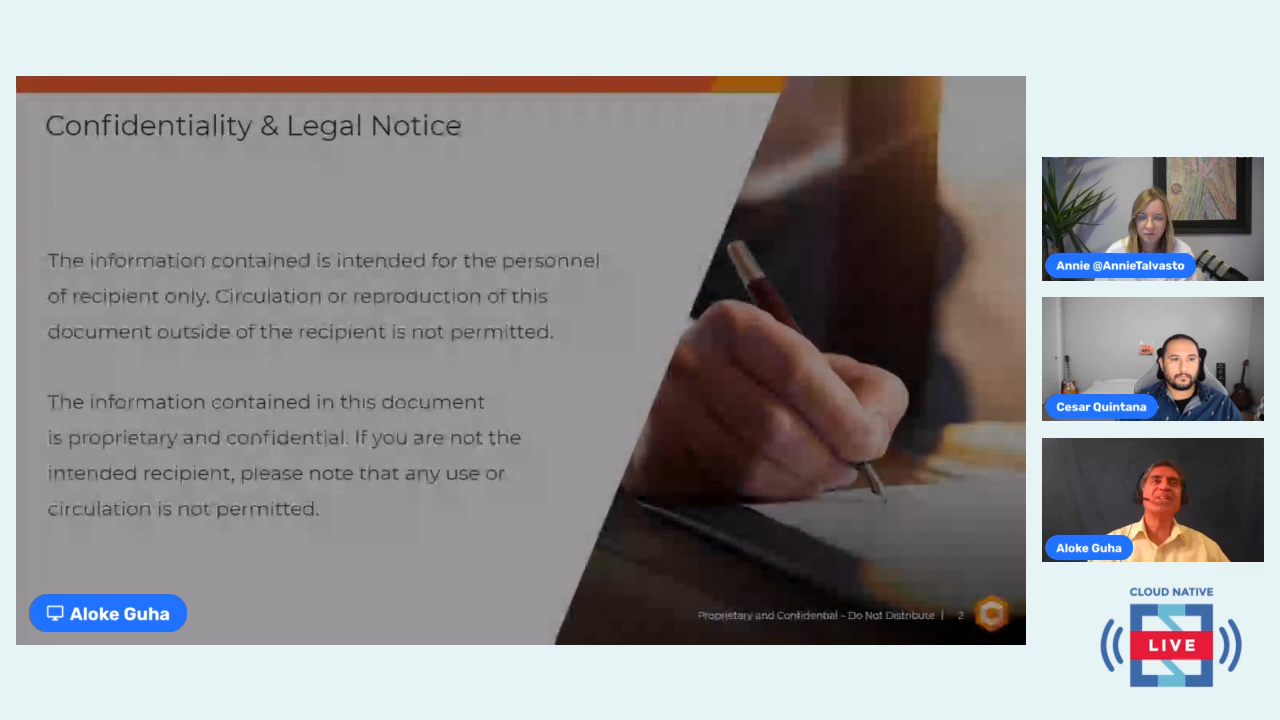 Confidentiality & Legal Notice
The information contained is intended for the personnel
of recipient only. Circulation or reproduction of this
document outside of the recipient is not permitted.
The information contained in this document
is proprietary and confidential. If you are not the
intended recipient, please note that any use or
circulation is not permitted.
Proprietary and Confidential – Do Not Distribute | 2
Aloke Guha
Annie @AnnieTalvasto
Cesar Quintana
Aloke Guha
CLOUD NATIVE
LIVE